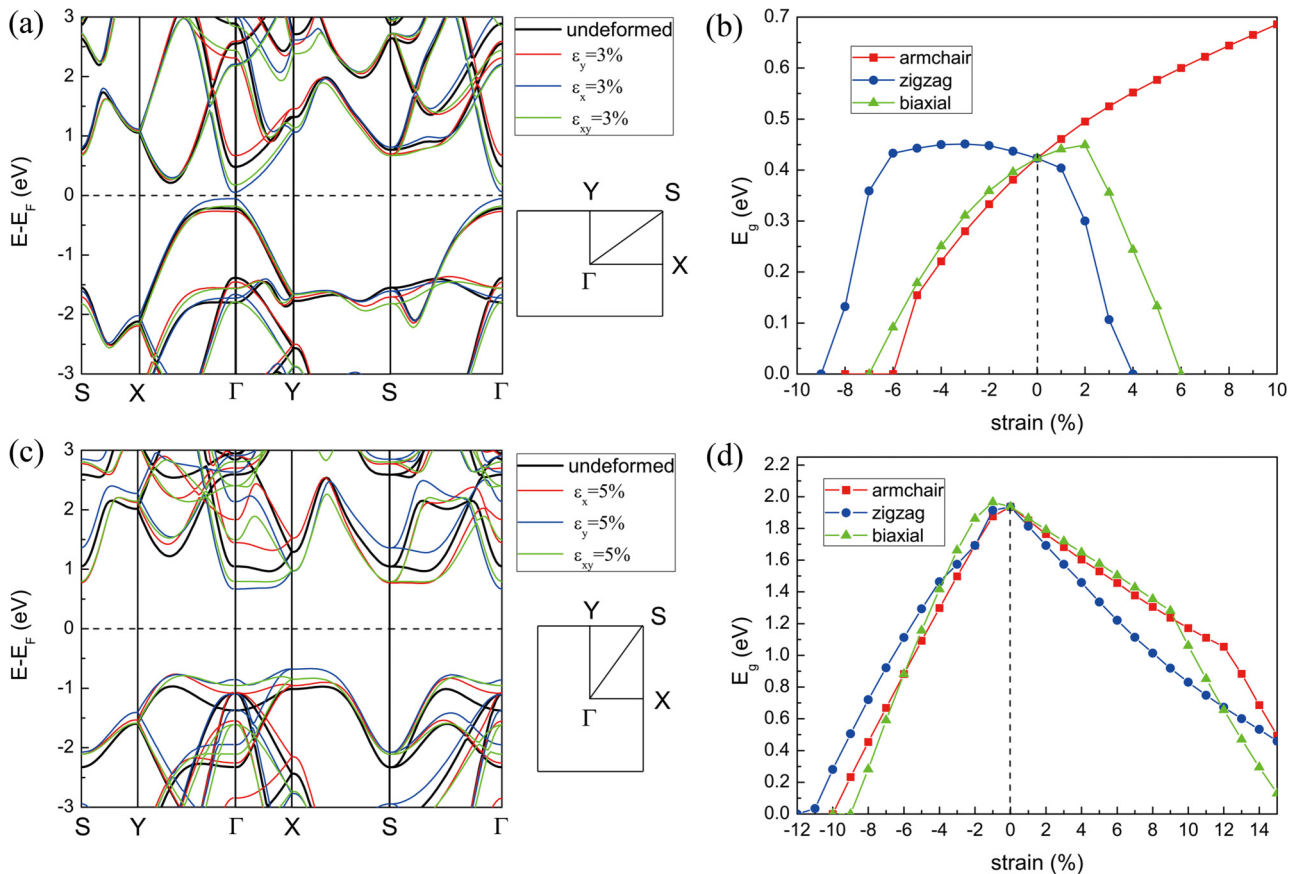 (a)
3
2
1
0
-1
-2
-3
E-E_F (eV)
S X Γ Y S Γ
undeformed
ε_y=3%
ε_x=3%
ε_xy=3%
Y S
Γ X
(b)
0.7
0.6
0.5
0.4
0.3
0.2
0.1
0.0
E_g (eV)
armchair
zigzag
biaxial
-10 -8 -6 -4 -2 0 2 4 6 8 10
strain (%)
(c)
3
2
1
0
-1
-2
-3
E-E_F (eV)
S Y Γ X S Γ
undeformed
ε_x=5%
ε_y=5%
ε_xy=5%
Y S
Γ X
(d)
2.2
2.0
1.8
1.6
1.4
1.2
1.0
0.8
0.6
0.4
0.2
0.0
E_g (eV)
armchair
zigzag
biaxial
-12 -10 -8 -6 -4 -2 0 2 4 6 8 10 12 14
strain (%)